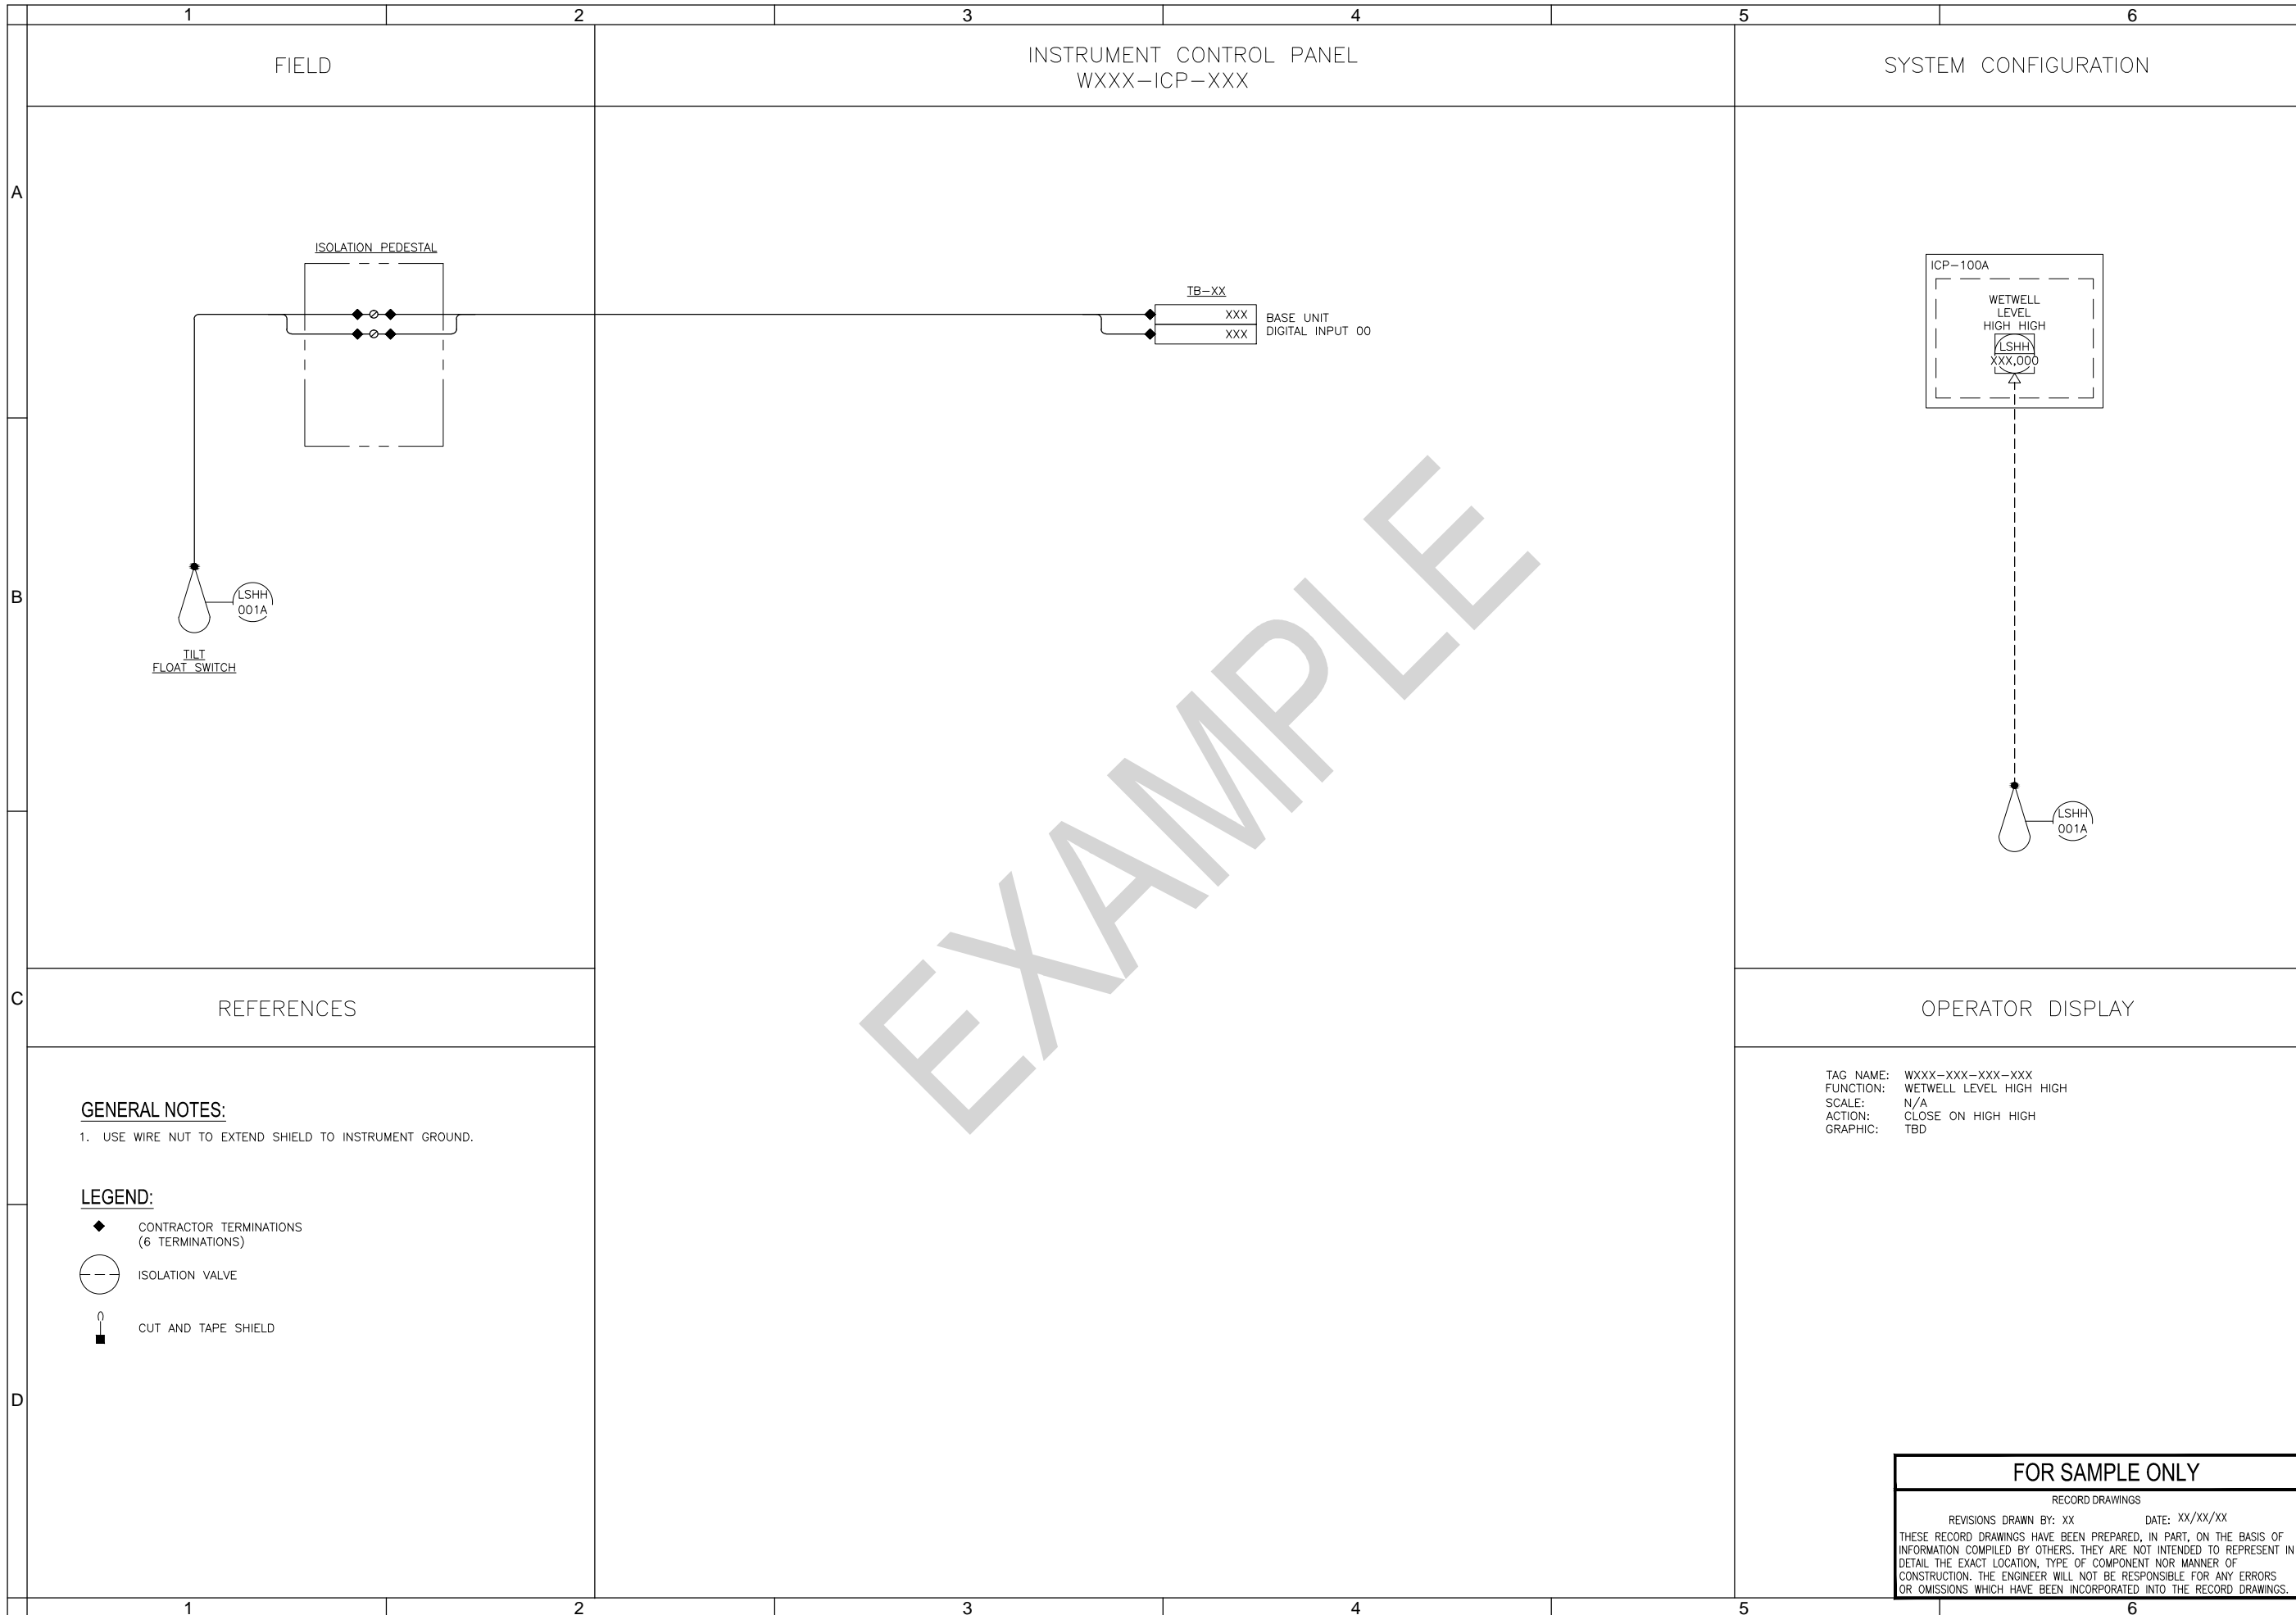 1 2 3 4 5 6
FIELD
INSTRUMENT CONTROL PANEL
WXXX-ICP-XXX
SYSTEM CONFIGURATION
A
ISOLATION PEDESTAL
TB-XX
XXX
XXX
BASE UNIT
DIGITAL INPUT 00
ICP-100A
WETWELL
LEVEL
HIGH HIGH
LSHH
XXX,000
B
LSHH
001A
TILT
FLOAT SWITCH
EXAMPLE
LSHH
001A
C
REFERENCES
OPERATOR DISPLAY
GENERAL NOTES:
1. USE WIRE NUT TO EXTEND SHIELD TO INSTRUMENT GROUND.
LEGEND:
CONTRACTOR TERMINATIONS
(6 TERMINATIONS)
ISOLATION VALVE
CUT AND TAPE SHIELD
TAG NAME: WXXX-XXX-XXX-XXX
FUNCTION: WETWELL LEVEL HIGH HIGH
SCALE: N/A
ACTION: CLOSE ON HIGH HIGH
GRAPHIC: TBD
D
FOR SAMPLE ONLY
RECORD DRAWINGS
REVISIONS DRAWN BY: XX DATE: XX/XX/XX
THESE RECORD DRAWINGS HAVE BEEN PREPARED, IN PART, ON THE BASIS OF
INFORMATION COMPILED BY OTHERS. THEY ARE NOT INTENDED TO REPRESENT IN
DETAIL THE EXACT LOCATION, TYPE OF COMPONENT NOR MANNER OF
CONSTRUCTION. THE ENGINEER WILL NOT BE RESPONSIBLE FOR ANY ERRORS
OR OMISSIONS WHICH HAVE BEEN INCORPORATED INTO THE RECORD DRAWINGS.
1 2 3 4 5 6